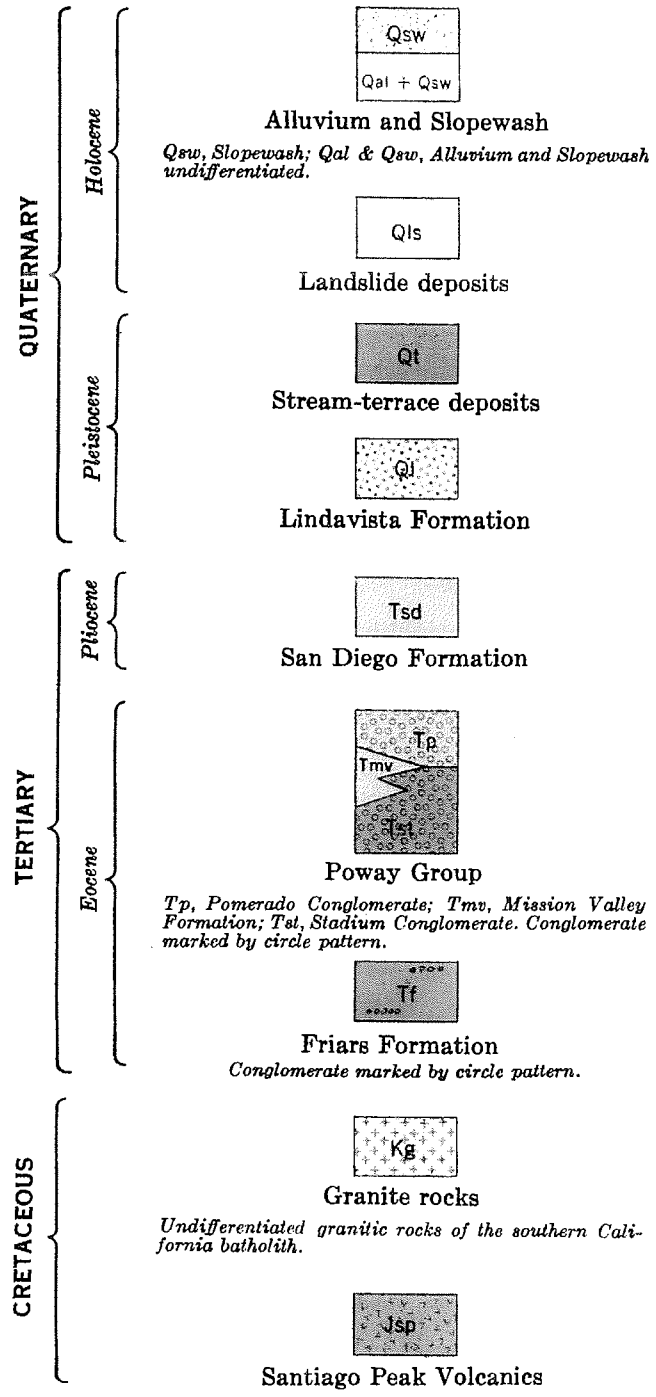 QUATERNARY
Holocene
Qsw
Qal + Qsw
Alluvium and Slopewash
Qsw, Slopewash; Qal & Qsw, Alluvium and Slopewash
undifferentiated.
Qls
Landslide deposits
Pleistocene
Qt
Stream-terrace deposits
Ql
Lindavista Formation
TERTIARY
Pliocene
Tsd
San Diego Formation
Eocene
Tp
Tmv
Tst
Poway Group
Tp, Pomerado Conglomerate; Tmv, Mission Valley
Formation; Tst, Stadium Conglomerate. Conglomerate
marked by circle pattern.
Tf
Friars Formation
Conglomerate marked by circle pattern.
CRETACEOUS
Kg
Granite rocks
Undifferentiated granitic rocks of the southern Cali-
fornia batholith.
Jsp
Santiago Peak Volcanics